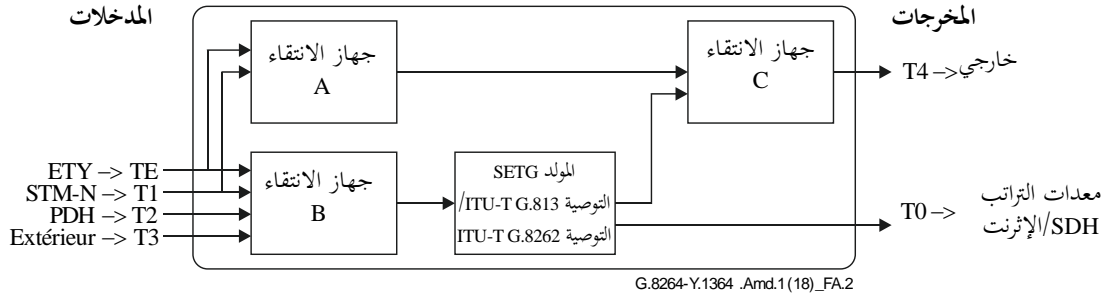 المدخلات
المخرجات
جهاز الانتقاء
A
جهاز الانتقاء
C
خارجي <– T4
ETY –> TE
STM-N –> T1
PDH –> T2
Extérieur –> T3
جهاز الانتقاء
B
المولد SETG
التوصية ITU-T G.813/
التوصية ITU-T G.8262
T0 –>
معدات التراتب
SDH/الإثرنت
G.8264-Y.1364 .Amd.1(18)_FA.2